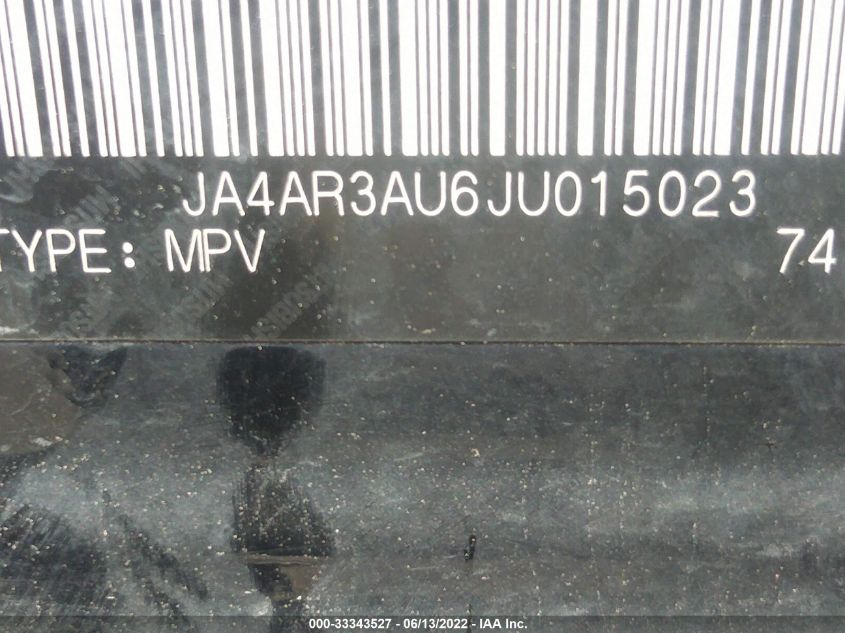 JA4AR3AU6JU015023
TYPE: MPV 74
000-33343527 - 06/13/2022 - IAA Inc.